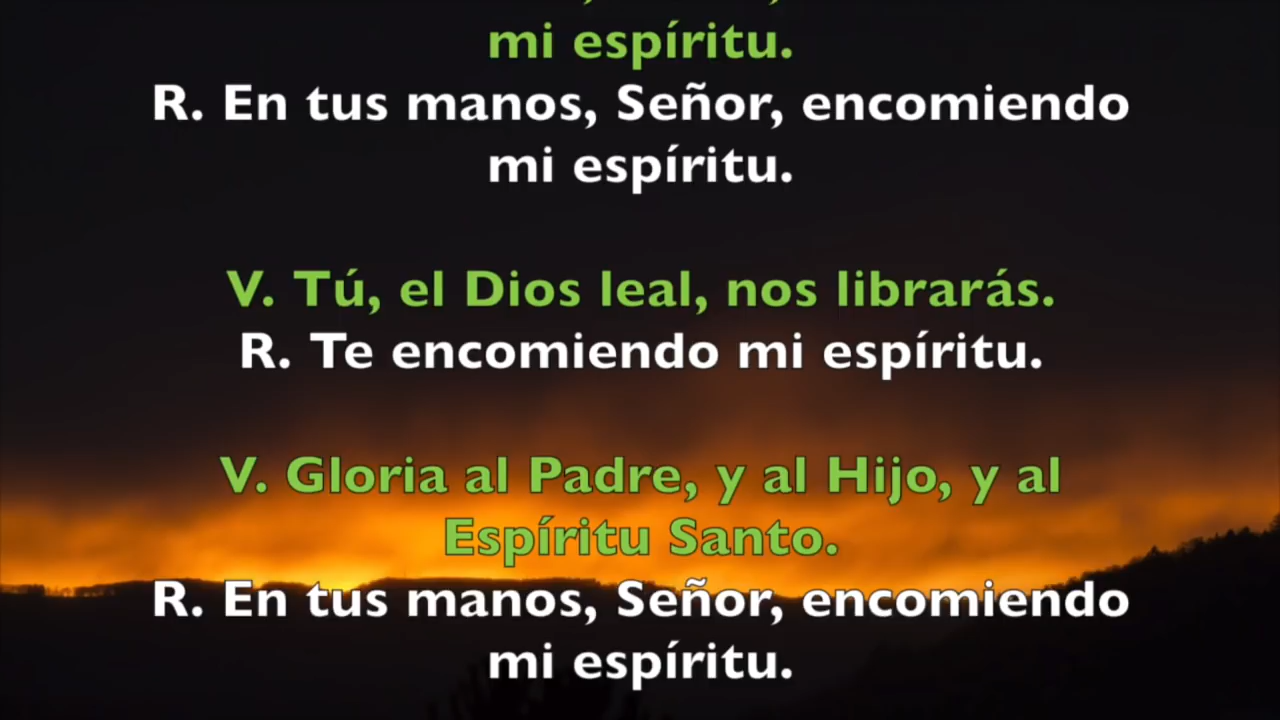 mi espíritu.
R. En tus manos, Señor, encomiendo
mi espíritu.
V. Tú, el Dios leal, nos librarás.
R. Te encomiendo mi espíritu.
V. Gloria al Padre, y al Hijo, y al
Espíritu Santo.
R. En tus manos, Señor, encomiendo
mi espíritu.